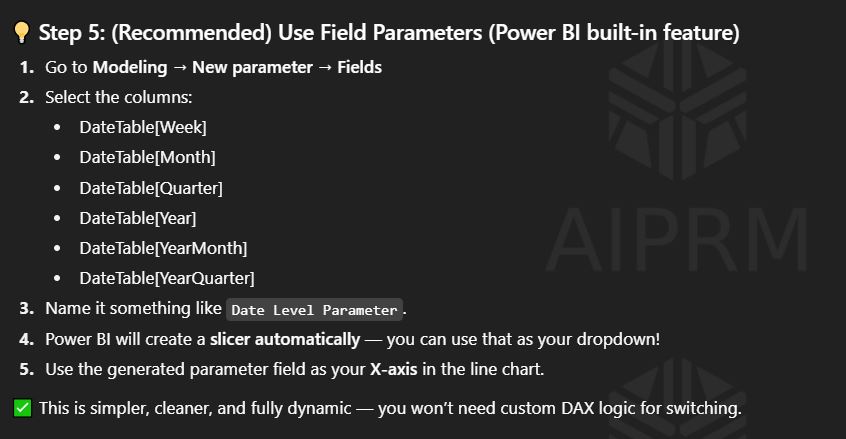 💡 Step 5: (Recommended) Use Field Parameters (Power BI built-in feature)
1. Go to Modeling → New parameter → Fields
2. Select the columns:
• DateTable[Week]
• DateTable[Month]
• DateTable[Quarter]
• DateTable[Year]
• DateTable[YearMonth]
• DateTable[YearQuarter]
3. Name it something like Date Level Parameter.
4. Power BI will create a slicer automatically — you can use that as your dropdown!
5. Use the generated parameter field as your X-axis in the line chart.
✅ This is simpler, cleaner, and fully dynamic — you won't need custom DAX logic for switching.
AIPRM